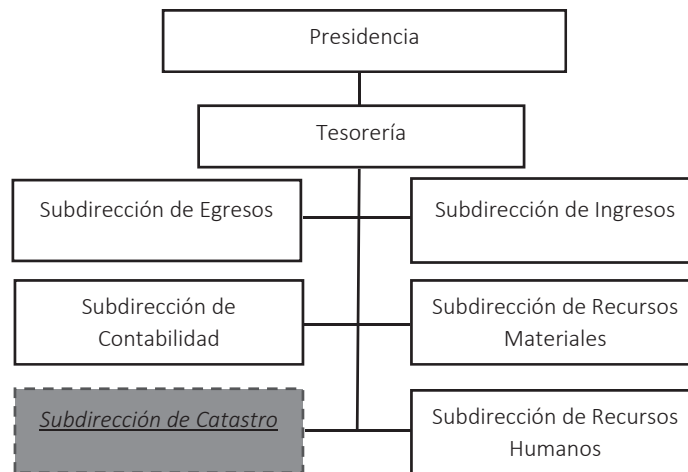 Presidencia
Tesorería
Subdirección de Egresos
Subdirección de Ingresos
Subdirección de
Contabilidad
Subdirección de Recursos
Materiales
Subdirección de Catastro
Subdirección de Recursos
Humanos